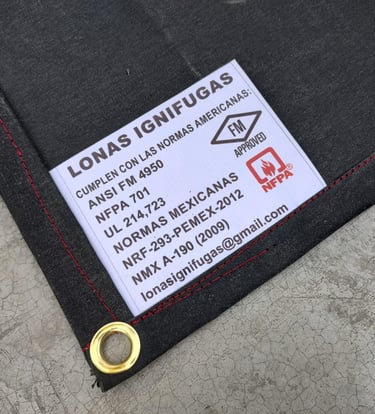 LONAS IGNIFUGAS
CUMPLEN CON LAS NORMAS AMERICANAS:
ANSI FM 4950
NFPA 701
UL 214,723
NORMAS MEXICANAS
NRF-293-PEMEX-2012
NMX A-190 (2009)
lonasignifugas@gmail.com
FM
APPROVED
NFPA®